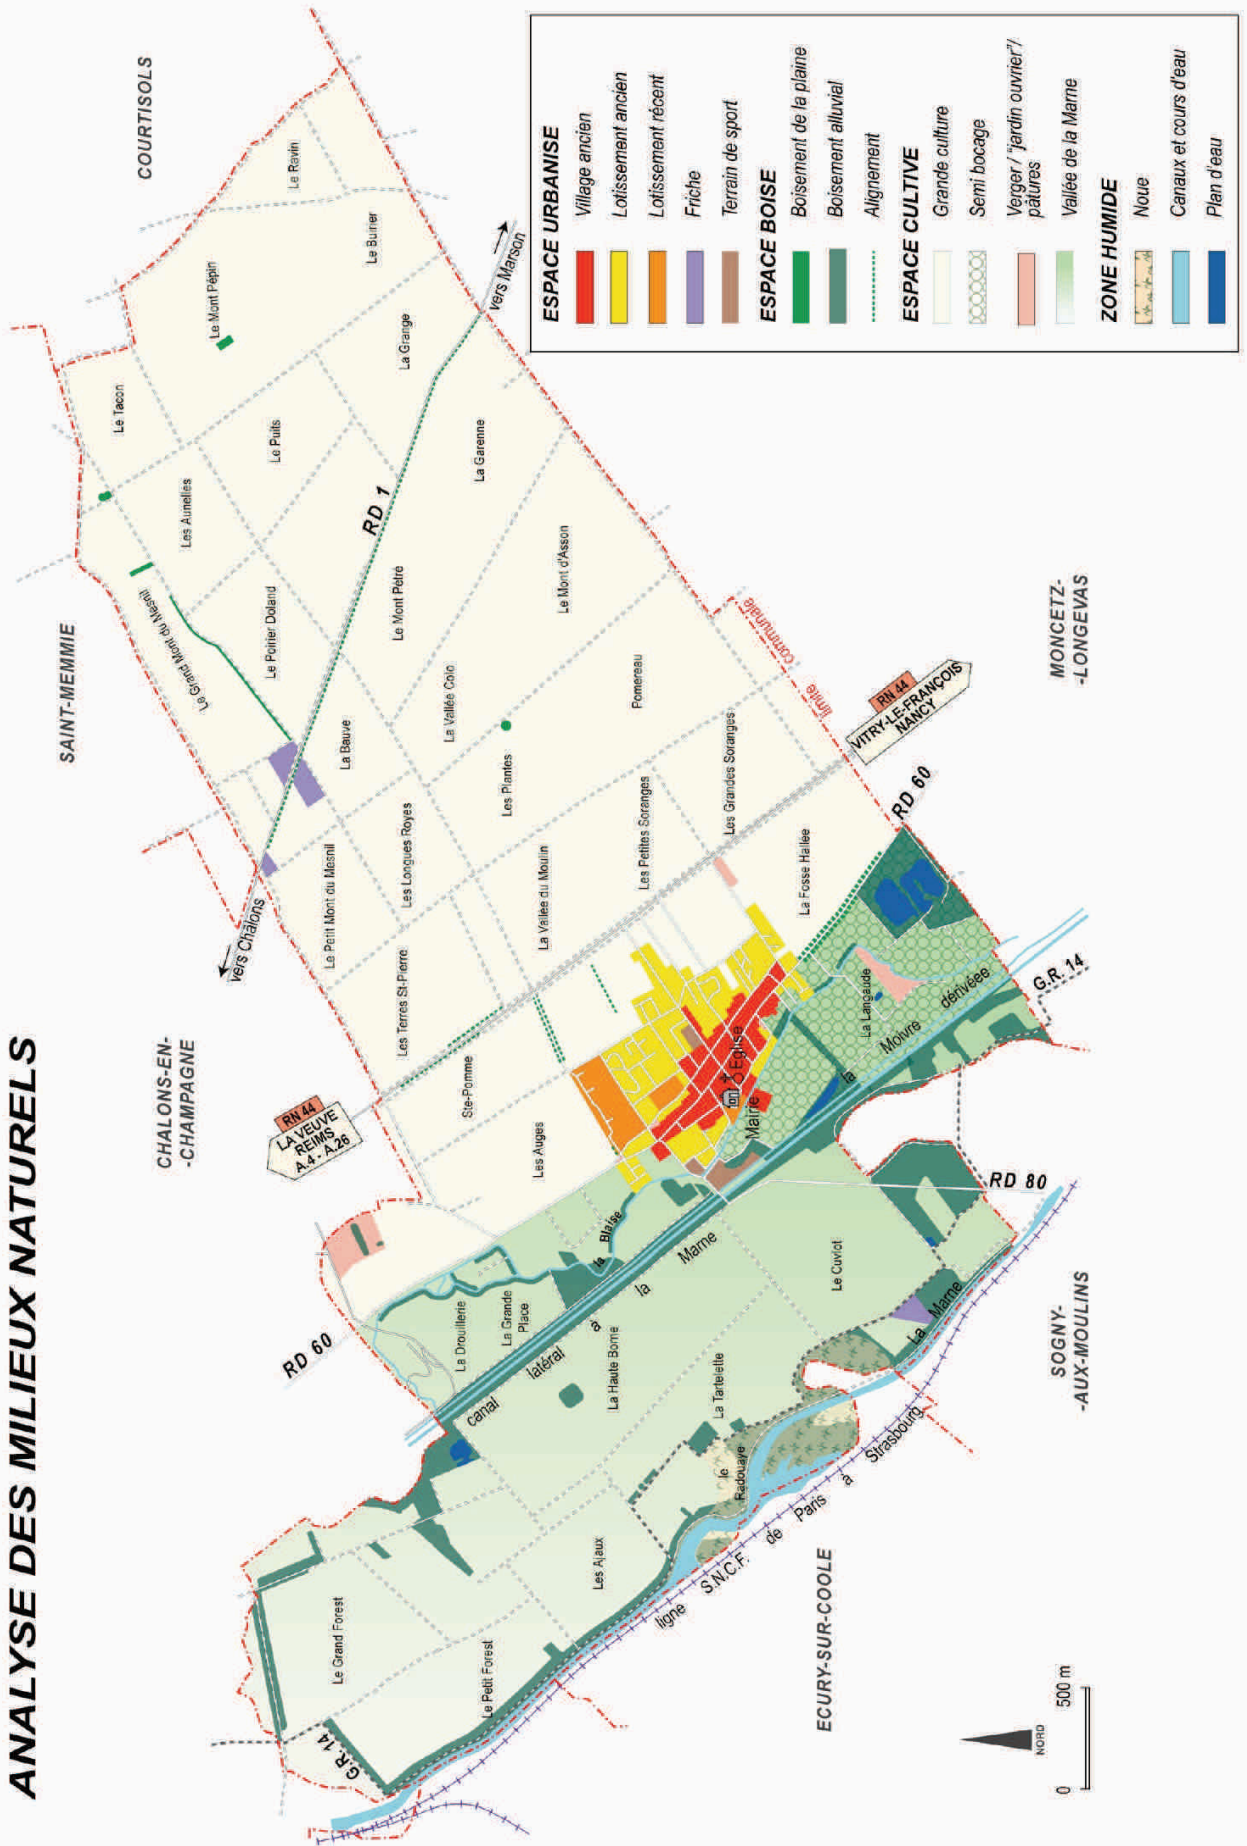 ANALYSE DES MILIEUX NATURELS
COURTISOLS
SAINT-MEMMIE
CHALONS-EN-
-CHAMPAGNE
MONCETZ-
-LONGEVAS
SOGNY-
-AUX-MOULINS
ECURY-SUR-COOLE
Le Ravin
Le Buirier
Le Mont Pépin
La Grange
vers Marson
Le Tacon
Le Puits
La Garenne
Les Aunelles
RD 1
Le Mont d'Asson
Le Grand Mont du Mesnil
Le Poirier Doland
Le Mont Pétré
La Vallée Colo
Pomereau
limite communale
La Bauve
Les Plantes
Les Grandes Soranges
Les Petites Soranges
RN 44
VITRY-LE-FRANÇOIS
NANCY
RD 60
vers Châlons
Le Petit Mont du Mesnil
Les Longues Royes
La Vallée du Moulin
La Fosse Hallée
Les Terres St-Pierre
Ste-Pomme
Les Auges
RN 44
LA VEUVE
REIMS
A.4 - A.26
Eglise
Mairie
La Langaude
la Moivre dérivéee
G.R. 14
RD 80
RD 60
la Blaise
La Drouillerie
La Grande
Place
canal latéral à la Marne
La Haute Borne
Le Cuvlot
La Marne
La Tartelette
le
Radouaye
Les Ajaux
Le Grand Forest
Le Petit Forest
G.R. 14
ligne S.N.C.F. de Paris à Strasbourg
NORD
0 500 m
ESPACE URBANISE
Village ancien
Lotissement ancien
Lotissement récent
Friche
Terrain de sport
ESPACE BOISE
Boisement de la plaine
Boisement alluvial
Alignement
ESPACE CULTIVE
Grande culture
Semi bocage
Verger / "jardin ouvrier"/
pâtures
Vallée de la Marne
ZONE HUMIDE
Noue
Canaux et cours d'eau
Plan d'eau